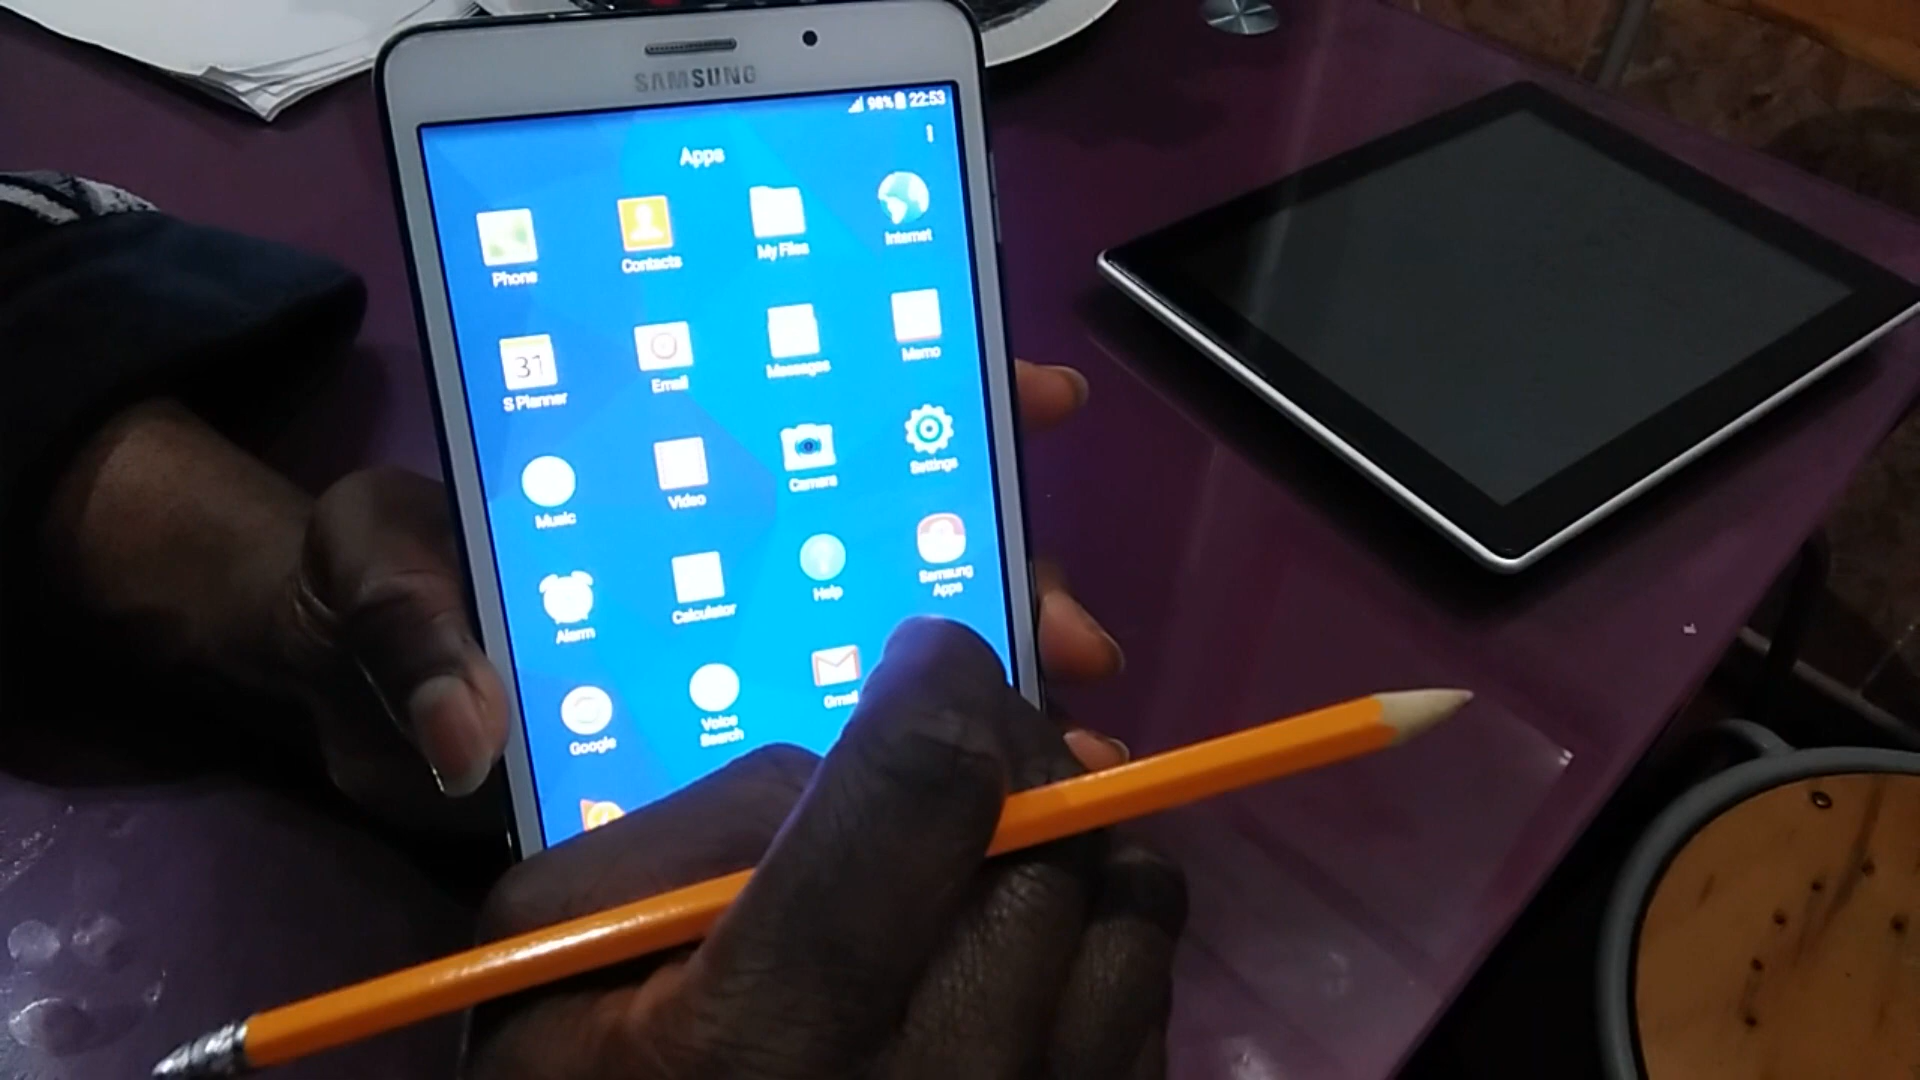 SAMSUNG
98% 22:53
Apps
Phone
Contacts
My Files
Internet
31
S Planner
Email
Messages
Memo
Music
Video
Camera
Settings
Alarm
Calculator
Help
Samsung
Apps
Google
Voice
Search
Gmail